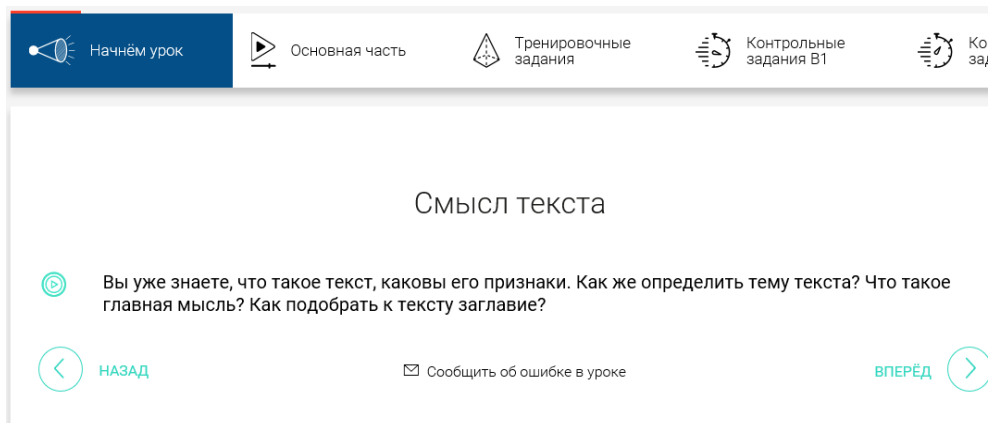 Начнём урок
Основная часть
Тренировочные
задания
Контрольные
задания В1
Смысл текста
Вы уже знаете, что такое текст, каковы его признаки. Как же определить тему текста? Что такое
главная мысль? Как подобрать к тексту заглавие?
НАЗАД
Сообщить об ошибке в уроке
ВПЕРЁД